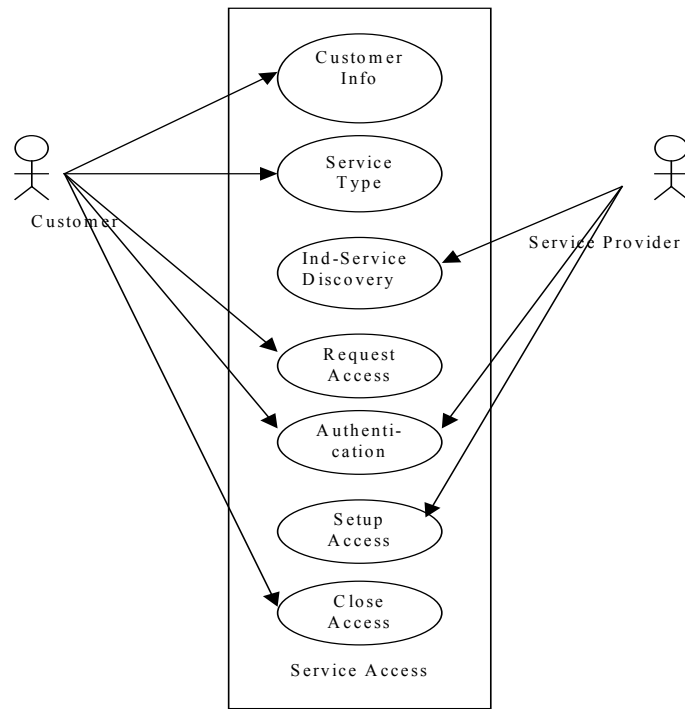 Customer
Info
Service
Type
Customer
Service Provider
Ind-Service
Discovery
Request
Access
Authenti-
cation
Setup
Access
Close
Access
Service Access